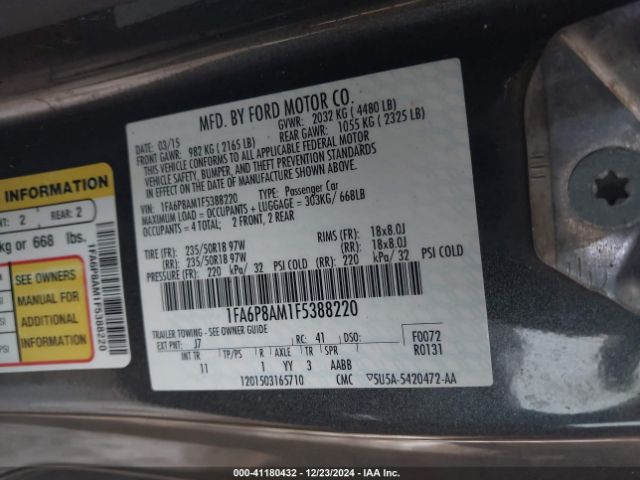 MFD. BY FORD MOTOR CO.
03/15 GVWR: 2032 KG ( 4480 LB)
FRONT GAWR: 982 KG ( 2165 LB) REAR GAWR: 1055 KG ( 2325 LB)
THIS VEHICLE CONFORMS TO ALL APPLICABLE FEDERAL MOTOR
VEHICLE SAFETY, BUMPER, AND THEFT PREVENTION STANDARDS
IN EFFECT ON THE DATE OF MANUFACTURE SHOWN ABOVE.
VIN: 1FA6P8AM1F5388220 TYPE: Passenger Car
MAXIMUM LOAD = OCCUPANTS + LUGGAGE = 303KG/ 668LB
OCCUPANTS = 4 TOTAL; 2 FRONT, 2 REAR
TIRE (FR): 235/50R18 97W RIMS (FR): 18x8.0J
(RR): 235/50R18 97W (RR): 18x8.0J
PRESSURE (FR): 220 kPa/ 32 PSI COLD (RR): 220 kPa/ 32 PSI COLD
1FA6P8AM1F5388220
TRAILER TOWING - SEE OWNER GUIDE
EXT PNT: J7 RC: 41 DSO: F0072
INT TR TP/PS R AXLE TR SPR R0131
11 1 YY 3 AABB
1201503165710 CMC 5U5A-5420472-AA
INFORMATION
2 REAR: 2
kg or 668 lbs.
SEE OWNERS
MANUAL FOR
ADDITIONAL
INFORMATION
1FA6P8AM1F5388220
000-41180432 - 12/23/2024 - IAA Inc.